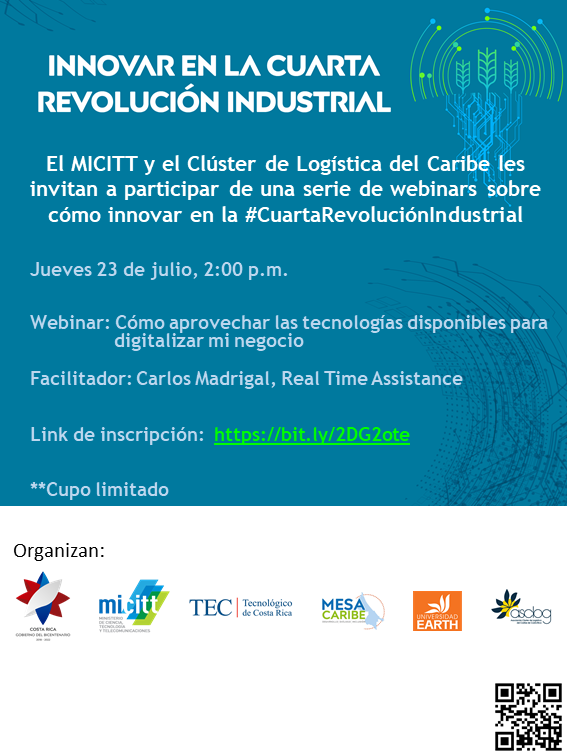 INNOVAR EN LA CUARTA
REVOLUCIÓN INDUSTRIAL
El MICITT y el Clúster de Logística del Caribe les
invitan a participar de una serie de webinars sobre
cómo innovar en la #CuartaRevoluciónIndustrial
Jueves 23 de julio, 2:00 p.m.
Webinar: Cómo aprovechar las tecnologías disponibles para
digitalizar mi negocio
Facilitador: Carlos Madrigal, Real Time Assistance
Link de inscripción: https://bit.ly/2DG2ote
**Cupo limitado
Organizan:
COSTA RICA
GOBIERNO DEL BICENTENARIO
micitt
MINISTERIO
DE CIENCIA,
TECNOLOGÍA
Y TELECOMUNICACIONES
TEC | Tecnológico
de Costa Rica
MESA
CARIBE
UNIVERSIDAD
EARTH
asclog